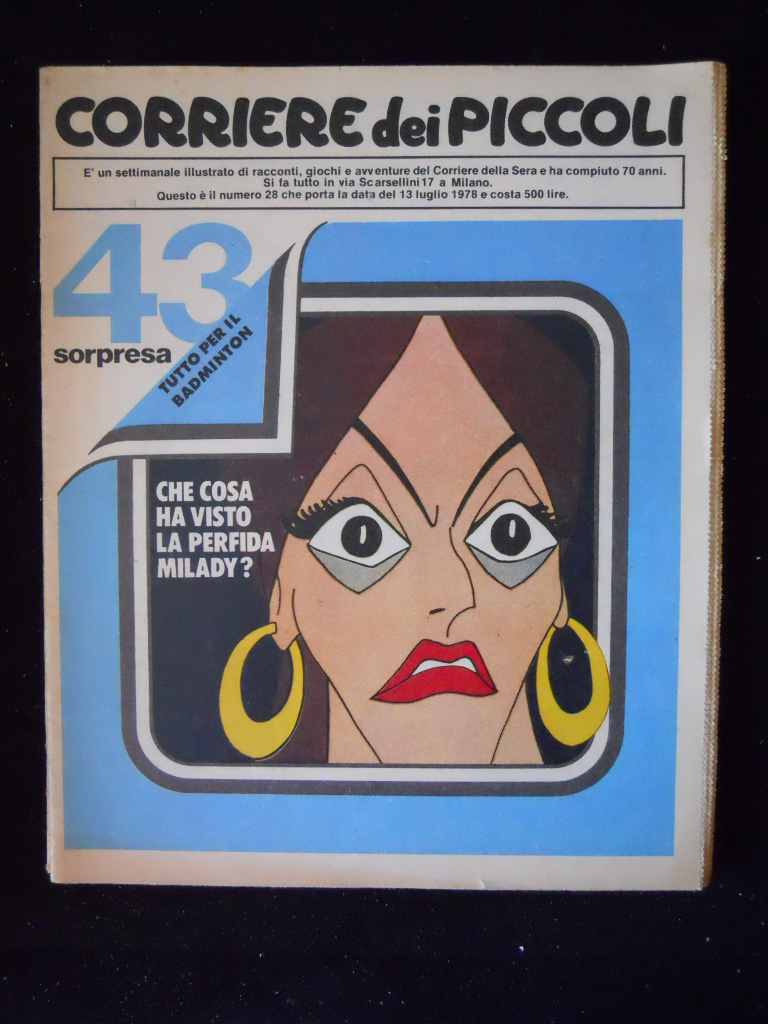 CORRIERE dei PICCOLI
E' un settimanale illustrato di racconti, giochi e avventure del Corriere della Sera e ha compiuto 70 anni.
Si fa tutto in via Scarsellini 17 a Milano.
Questo è il numero 28 che porta la data del 13 luglio 1978 e costa 500 lire.
43
sorpresa
TUTTO PER IL
BADMINTON
CHE COSA
HA VISTO
LA PERFIDA
MILADY?